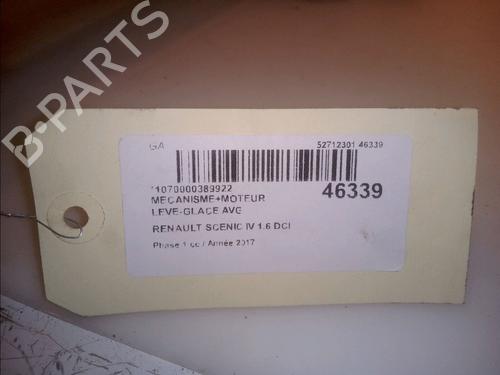 B-PARTS
GA
52712301 46339
*1070000389922
46339
MECANISME+MOTEUR
LEVE-GLACE AVG
RENAULT SCENIC IV 1.6 DCI
Phase 1 cc / Année 2017